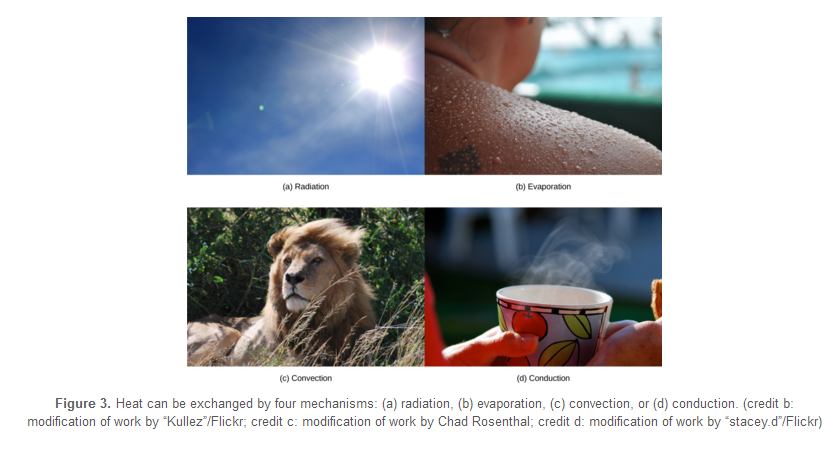 (a) Radiation
(b) Evaporation
(c) Convection
(d) Conduction
Figure 3. Heat can be exchanged by four mechanisms: (a) radiation, (b) evaporation, (c) convection, or (d) conduction. (credit b:
modification of work by “Kullez”/Flickr; credit c: modification of work by Chad Rosenthal; credit d: modification of work by “stacey.d”/Flickr)